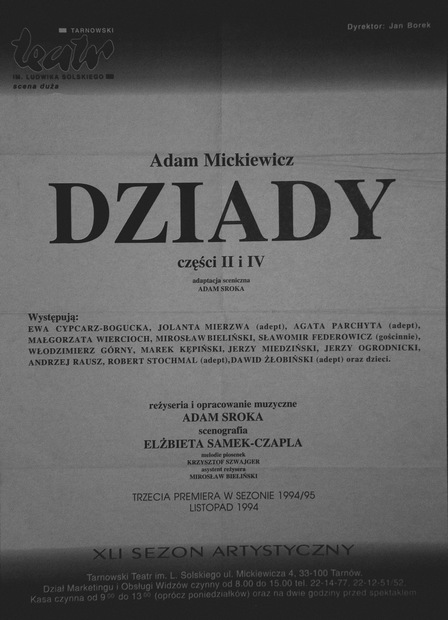 TARNOWSKI
teatr
IM. LUDWIKA SOLSKIEGO
scena duża
Dyrektor: Jan Borek
Adam Mickiewicz
DZIADY
części II i IV
adaptacja sceniczna
ADAM SROKA
Występują:
EWA CYPCARZ-BOGUCKA, JOLANTA MIERZWA (adept), AGATA PARCHYTA (adept),
MAŁGORZATA WIERCIOCH, MIROSŁAW BIELIŃSKI, SŁAWOMIR FEDEROWICZ (gościnnie),
WŁODZIMIERZ GÓRNY, MAREK KĘPIŃSKI, JERZY MIEDZIŃSKI, JERZY OGRODNICKI,
ANDRZEJ RAUSZ, ROBERT STOCHMAL (adept),DAWID ŻŁOBIŃSKI (adept) oraz dzieci.
reżyseria i opracowanie muzyczne
ADAM SROKA
scenografia
ELŻBIETA SAMEK-CZAPLA
melodie piosenek
KRZYSZTOF SZWAJGER
asystent reżysera
MIROSŁAW BIELIŃSKI
TRZECIA PREMIERA W SEZONIE 1994/95
LISTOPAD 1994
XLI SEZON ARTYSTYCZNY
Tarnowski Teatr im. L. Solskiego ul. Mickiewicza 4, 33-100 Tarnów.
Dział Marketingu i Obsługi Widzów czynny od 8.00 do 15.00 tel. 22-14-77, 22-12-51/52.
Kasa czynna od 9⁰⁰ do 13⁰⁰ (oprócz poniedziałków) oraz na dwie godziny przed spektaklem